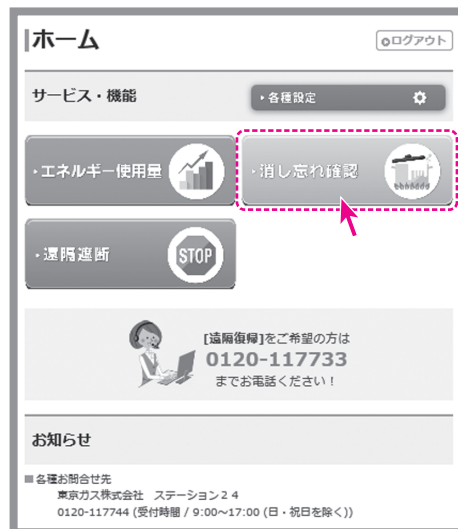 ホーム
ログアウト
サービス・機能
各種設定
エネルギー使用量
消し忘れ確認
遠隔遮断
STOP
[遠隔復帰]をご希望の方は
0120-117733
までお電話ください!
お知らせ
■各種お問合せ先
東京ガス株式会社 ステーション24
0120-117744 (受付時間 / 9:00~17:00 (日・祝日を除く))